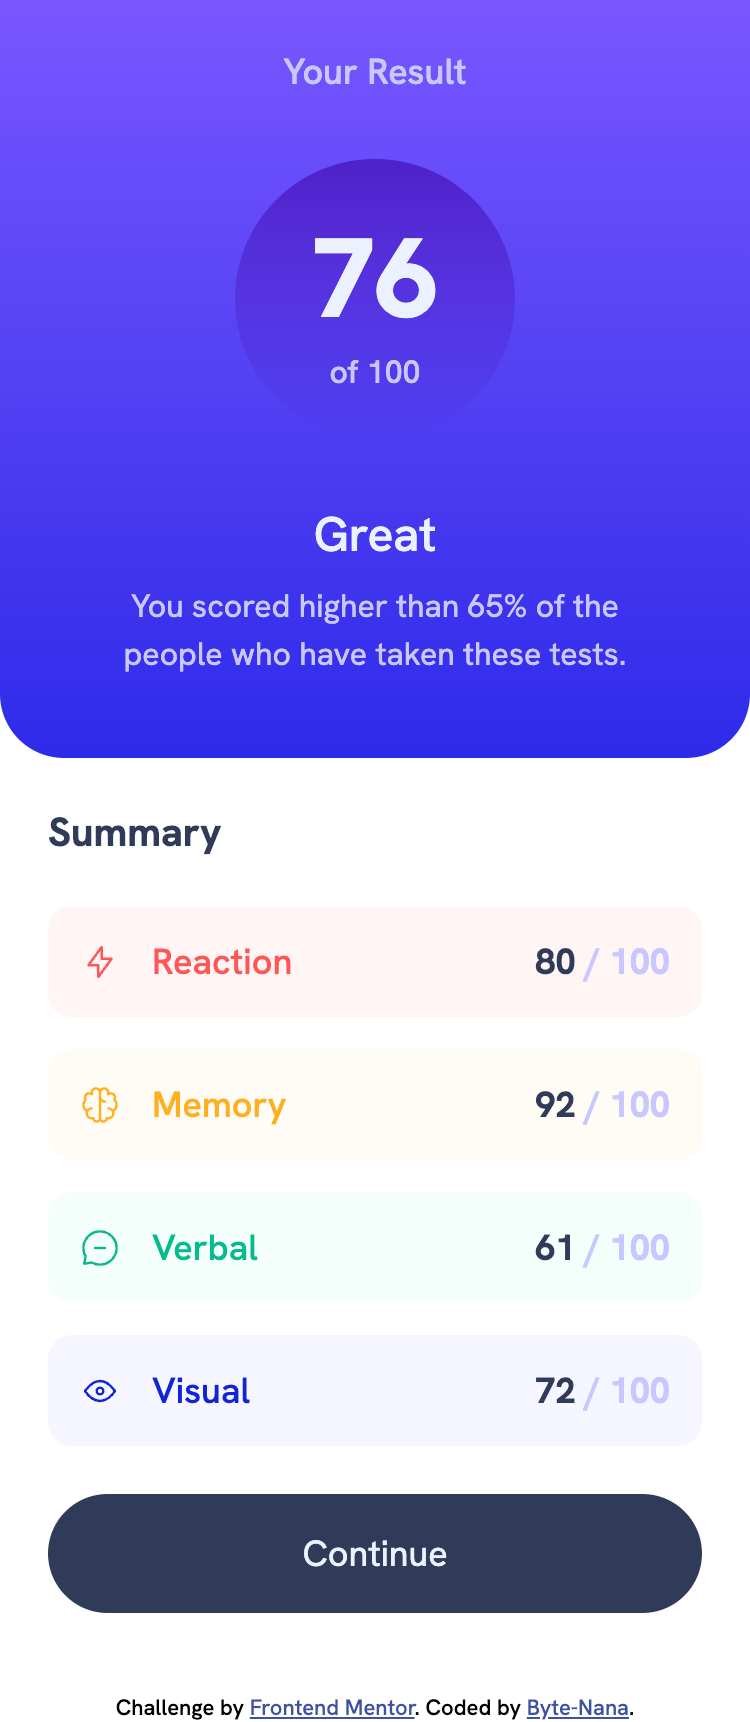 Your Result
76
of 100
Great
You scored higher than 65% of the
people who have taken these tests.
Summary
Reaction 80 / 100
Memory 92 / 100
Verbal 61 / 100
Visual 72 / 100
Continue
Challenge by Frontend Mentor. Coded by Byte-Nana.